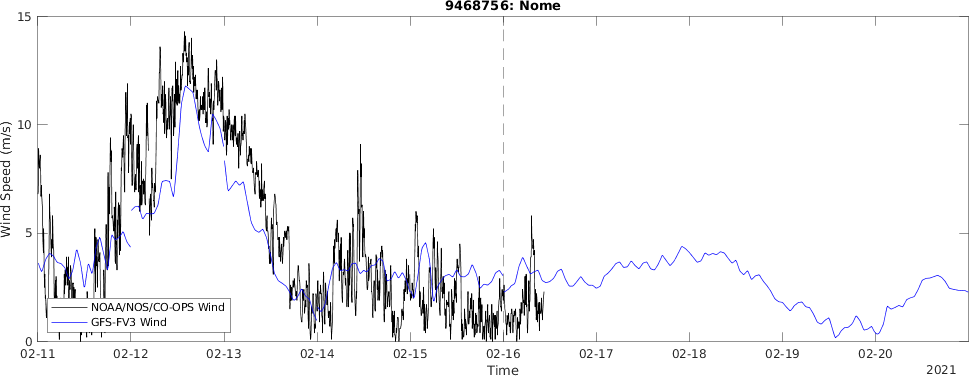 9468756: Nome
15
10
5
0
Wind Speed (m/s)
NOAA/NOS/CO-OPS Wind
GFS-FV3 Wind
02-11 02-12 02-13 02-14 02-15 02-16 02-17 02-18 02-19 02-20
Time
2021